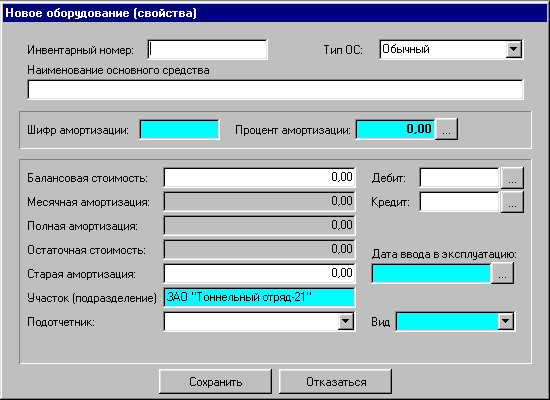 Новое оборудование (свойства)
Инвентарный номер: Тип ОС: Обычный
Наименование основного средства
Шифр амортизации: Процент амортизации: 0,00 ...
Балансовая стоимость: 0,00 Дебит: ...
Месячная амортизация: 0,00 Кредит: ...
Полная амортизация: 0,00
Остаточная стоимость: 0,00 Дата ввода в эксплуатацию:
Старая амортизация: 0,00 ...
Участок (подразделение) ЗАО "Тоннельный отряд-21"
Подотчетник: Вид
Сохранить Отказаться